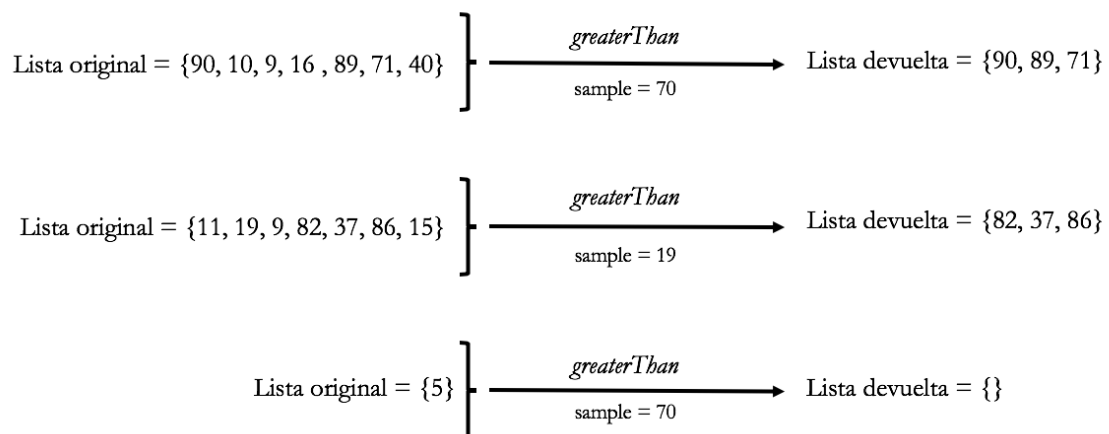 greaterThan
Lista original = {90, 10, 9, 16 , 89, 71, 40}
Lista devuelta = {90, 89, 71}
sample = 70
greaterThan
Lista original = {11, 19, 9, 82, 37, 86, 15}
Lista devuelta = {82, 37, 86}
sample = 19
greaterThan
Lista original = {5}
Lista devuelta = {}
sample = 70